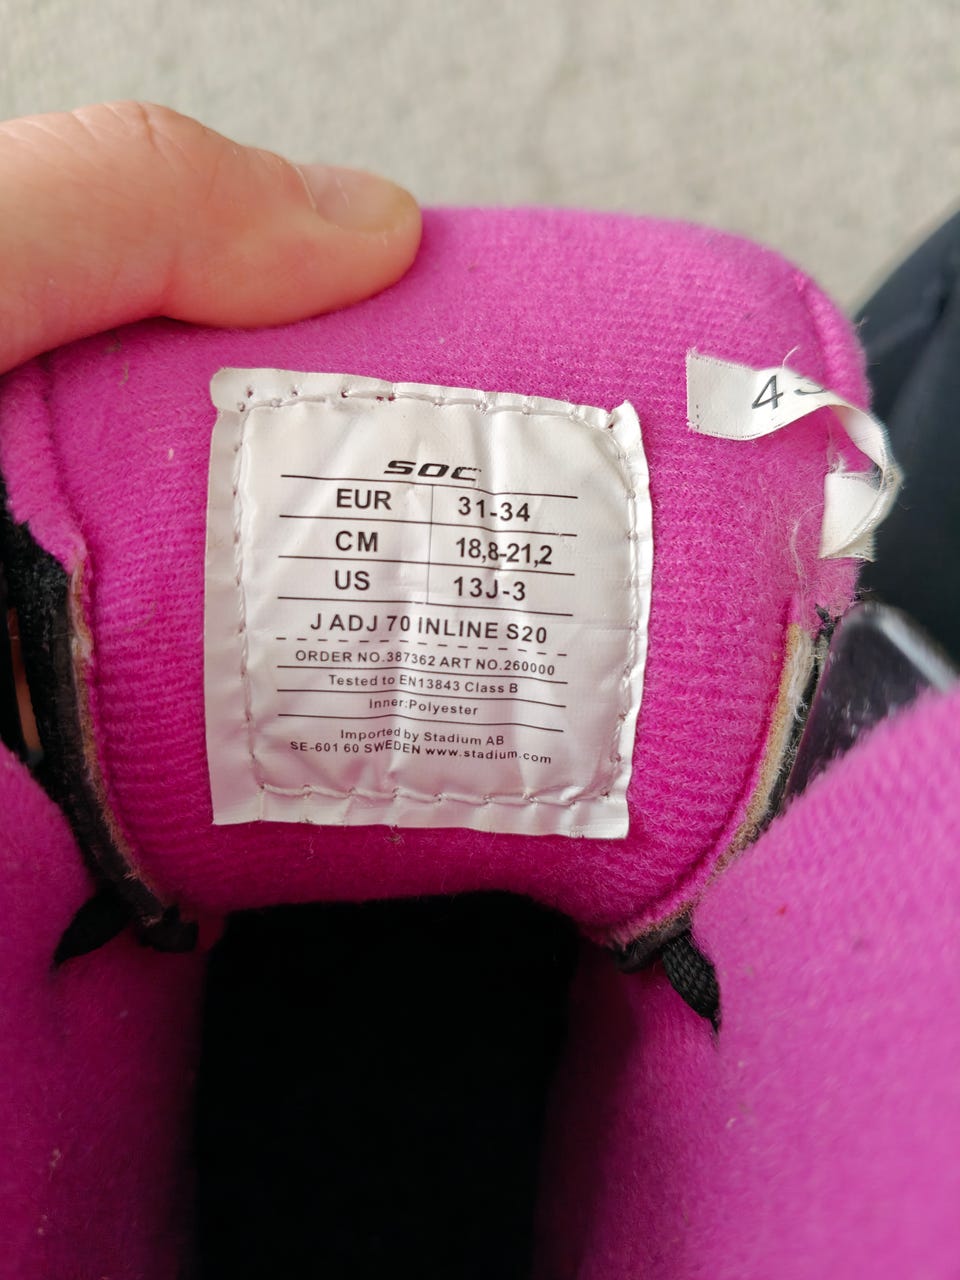 SOC
EUR 31-34
CM 18,8-21,2
US 13J-3
J ADJ 70 INLINE S20
ORDER NO.387362 ART NO.260000
Tested to EN13843 Class B
Inner:Polyester
Imported by Stadium AB
SE-601 60 SWEDEN www.stadium.com